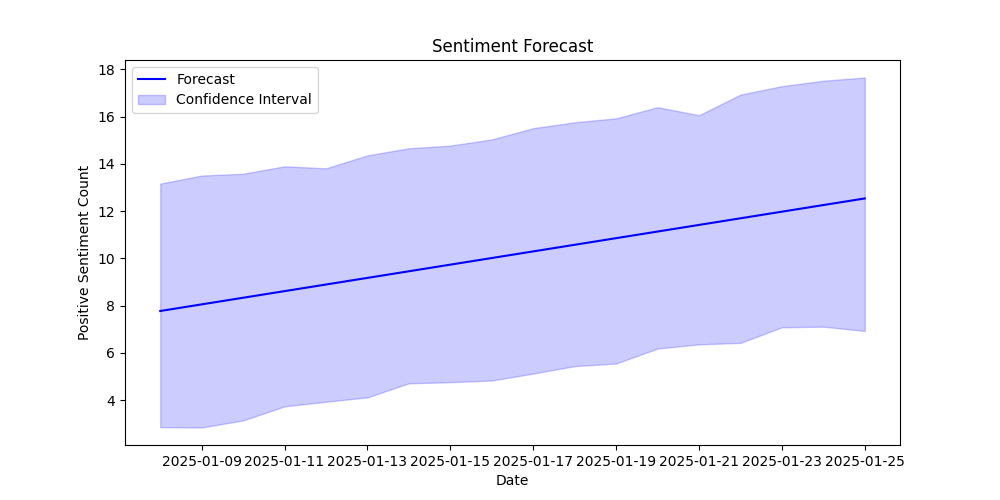 Sentiment Forecast
Forecast
Confidence Interval
Positive Sentiment Count
18
16
14
12
10
8
6
4
2025-01-09 2025-01-11 2025-01-13 2025-01-15 2025-01-17 2025-01-19 2025-01-21 2025-01-23 2025-01-25
Date